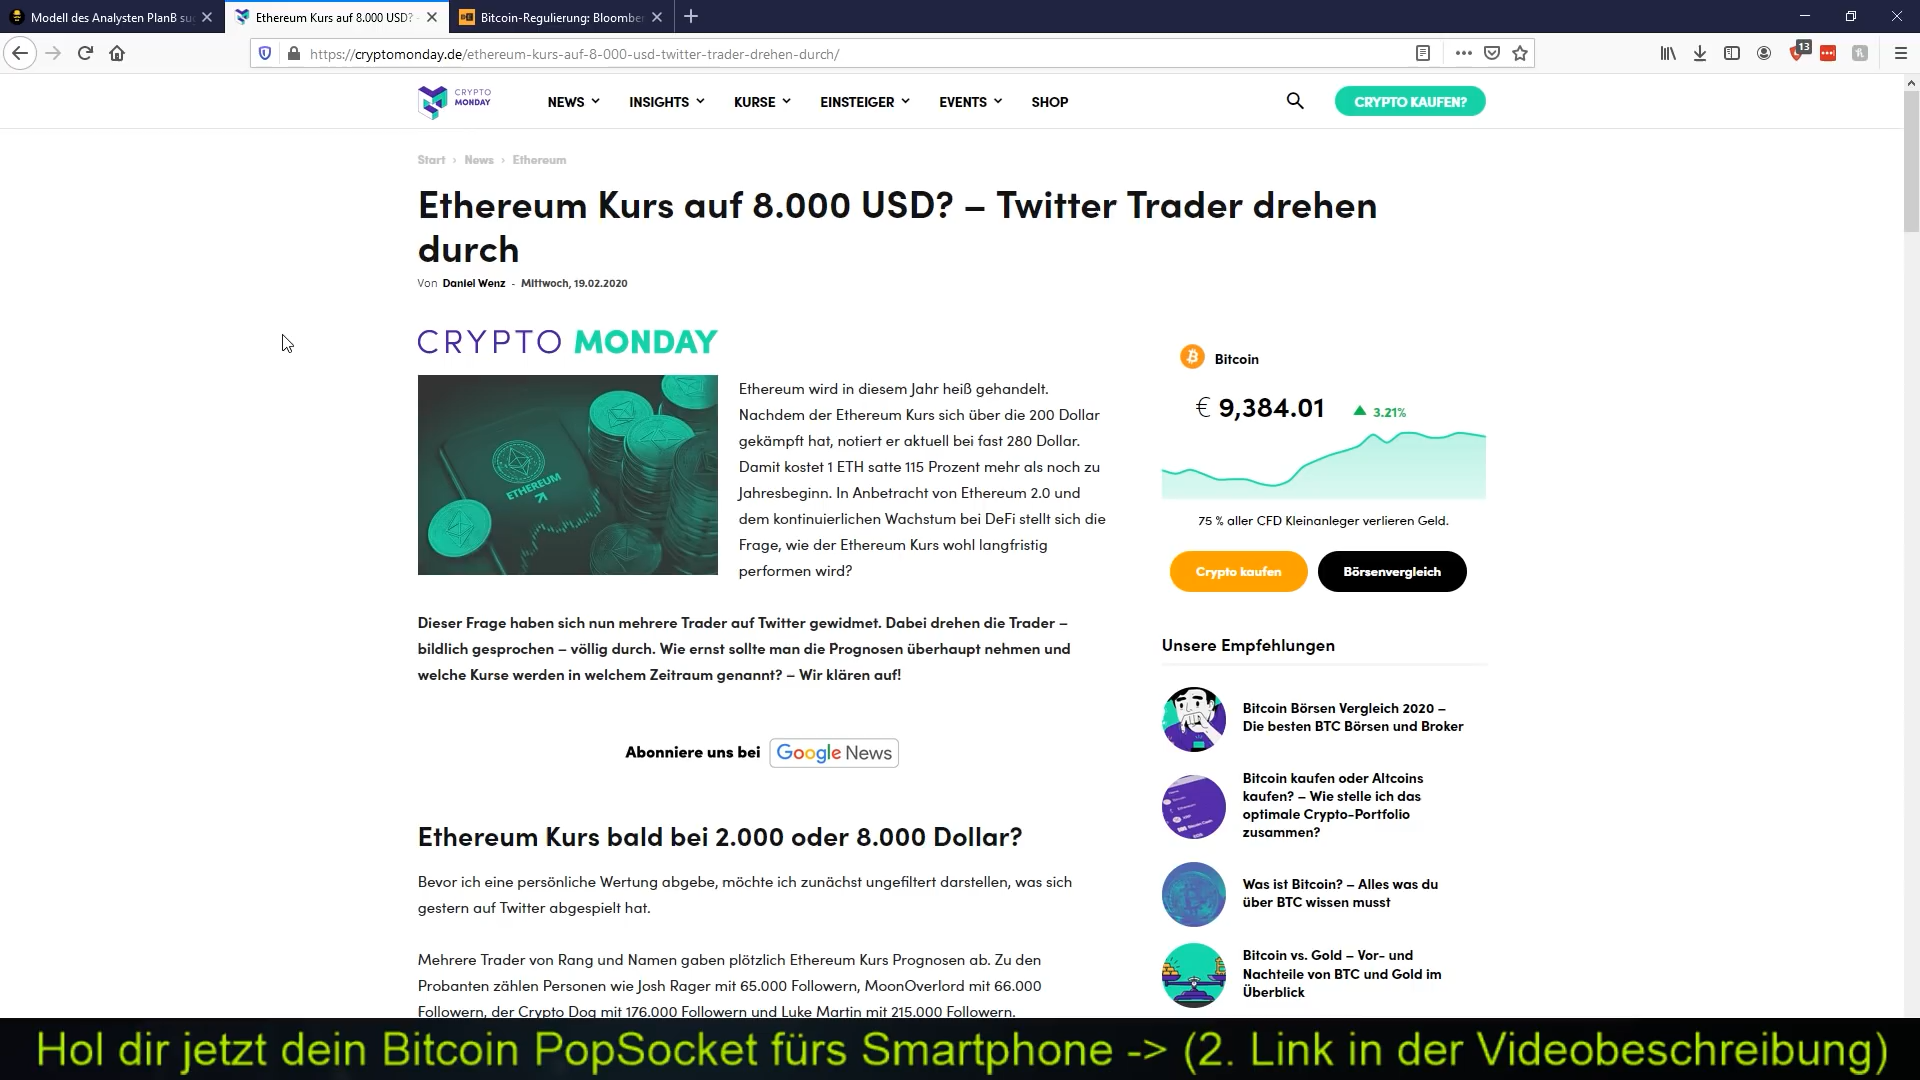 Modell des Analysten PlanB su
Ethereum Kurs auf 8.000 USD?
Bitcoin-Regulierung: Bloomber
https://cryptomonday.de/ethereum-kurs-auf-8-000-usd-twitter-trader-drehen-durch/
13
CRYPTO
MONDAY
NEWS
INSIGHTS
KURSE
EINSTEIGER
EVENTS
SHOP
CRYPTO KAUFEN?
Start › News › Ethereum
Ethereum Kurs auf 8.000 USD? – Twitter Trader drehen
durch
Von Daniel Wenz - Mittwoch, 19.02.2020
CRYPTO MONDAY
ETHEREUM
Ethereum wird in diesem Jahr heiß gehandelt.
Nachdem der Ethereum Kurs sich über die 200 Dollar
gekämpft hat, notiert er aktuell bei fast 280 Dollar.
Damit kostet 1 ETH satte 115 Prozent mehr als noch zu
Jahresbeginn. In Anbetracht von Ethereum 2.0 und
dem kontinuierlichen Wachstum bei DeFi stellt sich die
Frage, wie der Ethereum Kurs wohl langfristig
performen wird?
Dieser Frage haben sich nun mehrere Trader auf Twitter gewidmet. Dabei drehen die Trader –
bildlich gesprochen – völlig durch. Wie ernst sollte man die Prognosen überhaupt nehmen und
welche Kurse werden in welchem Zeitraum genannt? – Wir klären auf!
Abonniere uns bei Google News
Ethereum Kurs bald bei 2.000 oder 8.000 Dollar?
Bevor ich eine persönliche Wertung abgebe, möchte ich zunächst ungefiltert darstellen, was sich
gestern auf Twitter abgespielt hat.
Mehrere Trader von Rang und Namen gaben plötzlich Ethereum Kurs Prognosen ab. Zu den
Probanten zählen Personen wie Josh Rager mit 65.000 Followern, MoonOverlord mit 66.000
Followern, der Crypto Dog mit 176.000 Followern und Luke Martin mit 215.000 Followern.
Bitcoin
€ 9,384.01
3.21%
75 % aller CFD Kleinanleger verlieren Geld.
Crypto kaufen
Börsenvergleich
Unsere Empfehlungen
Bitcoin Börsen Vergleich 2020 –
Die besten BTC Börsen und Broker
Bitcoin kaufen oder Altcoins
kaufen? – Wie stelle ich das
optimale Crypto-Portfolio
zusammen?
Was ist Bitcoin? – Alles was du
über BTC wissen musst
Bitcoin vs. Gold – Vor- und
Nachteile von BTC und Gold im
Überblick
Hol dir jetzt dein Bitcoin PopSocket fürs Smartphone -> (2. Link in der Videobeschreibung)